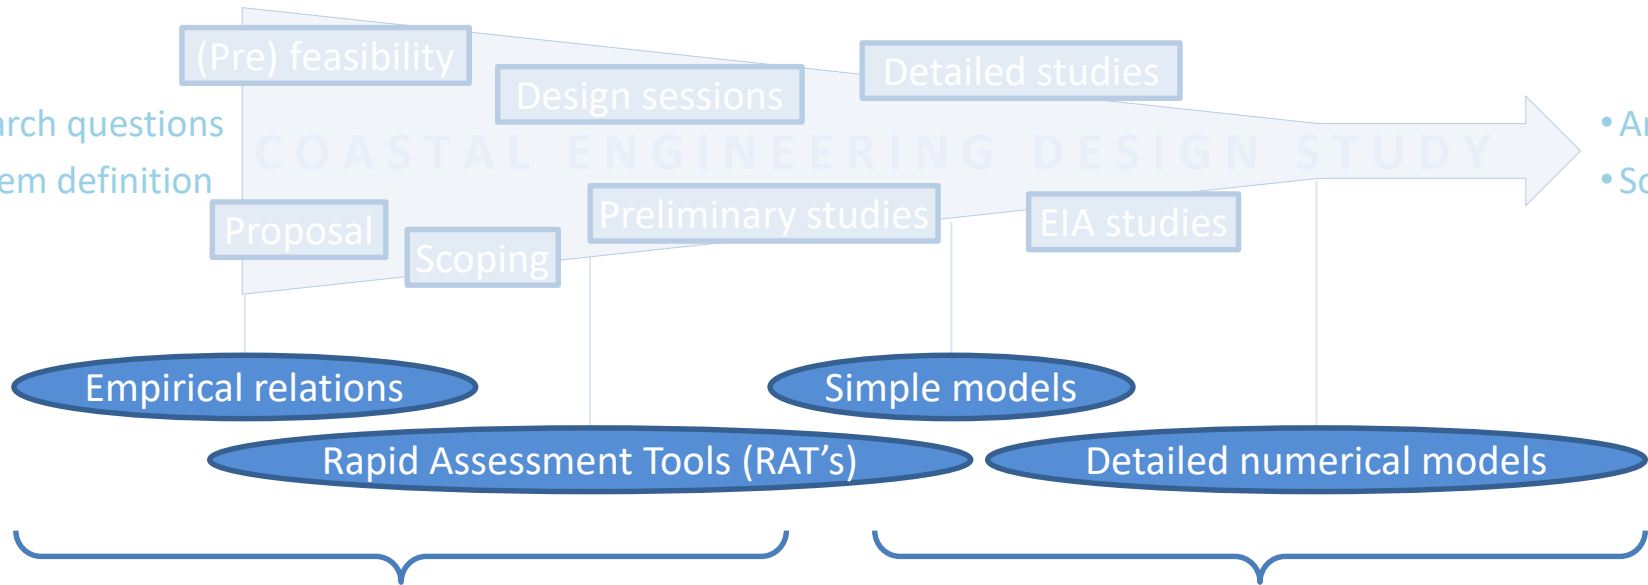 (Pre) feasibility
Design sessions
Detailed studies
arch questions
em definition
COASTAL ENGINEERING DESIGN STUDY
Proposal
Scoping
Preliminary studies
EIA studies
Empirical relations
Simple models
Rapid Assessment Tools (RAT's)
Detailed numerical models